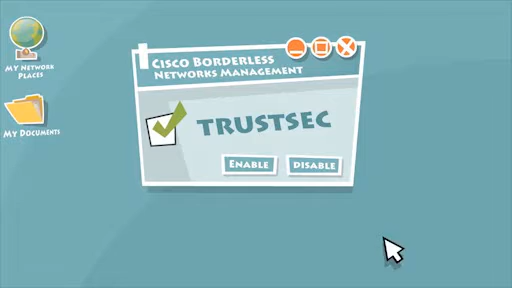 Cisco Borderless
Networks Management
My Network
Places
My Documents
TRUSTSEC
Enable
Disable